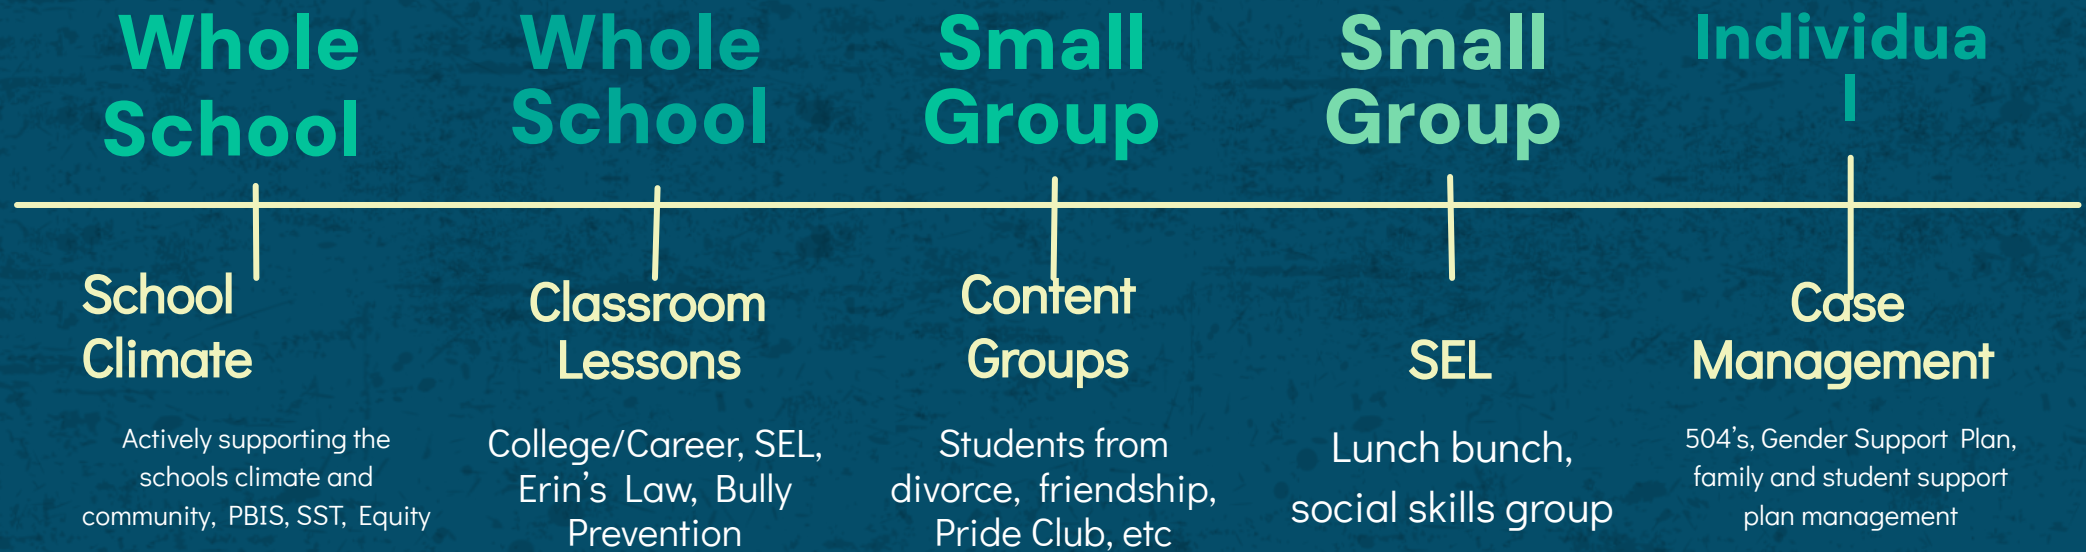 Whole
School
Whole
School
Small
Group
Small
Group
Individua
l
School
Climate
Classroom
Lessons
Content
Groups
SEL
Case
Management
Actively supporting the
schools climate and
community, PBIS, SST, Equity
College/Career, SEL,
Erin's Law, Bully
Prevention
Students from
divorce, friendship,
Pride Club, etc
Lunch bunch,
social skills group
504's, Gender Support Plan,
family and student support
plan management